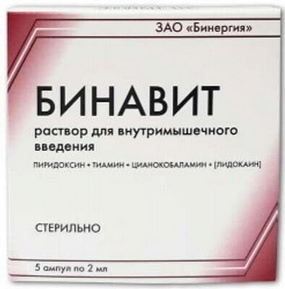 ЗАО «Бинергия»
БИНАВИТ
раствор для внутримышечного
введения
ПИРИДОКСИН + ТИАМИН + ЦИАНОКОБАЛАМИН + [ЛИДОКАИН]
СТЕРИЛЬНО
5 ампул по 2 мл